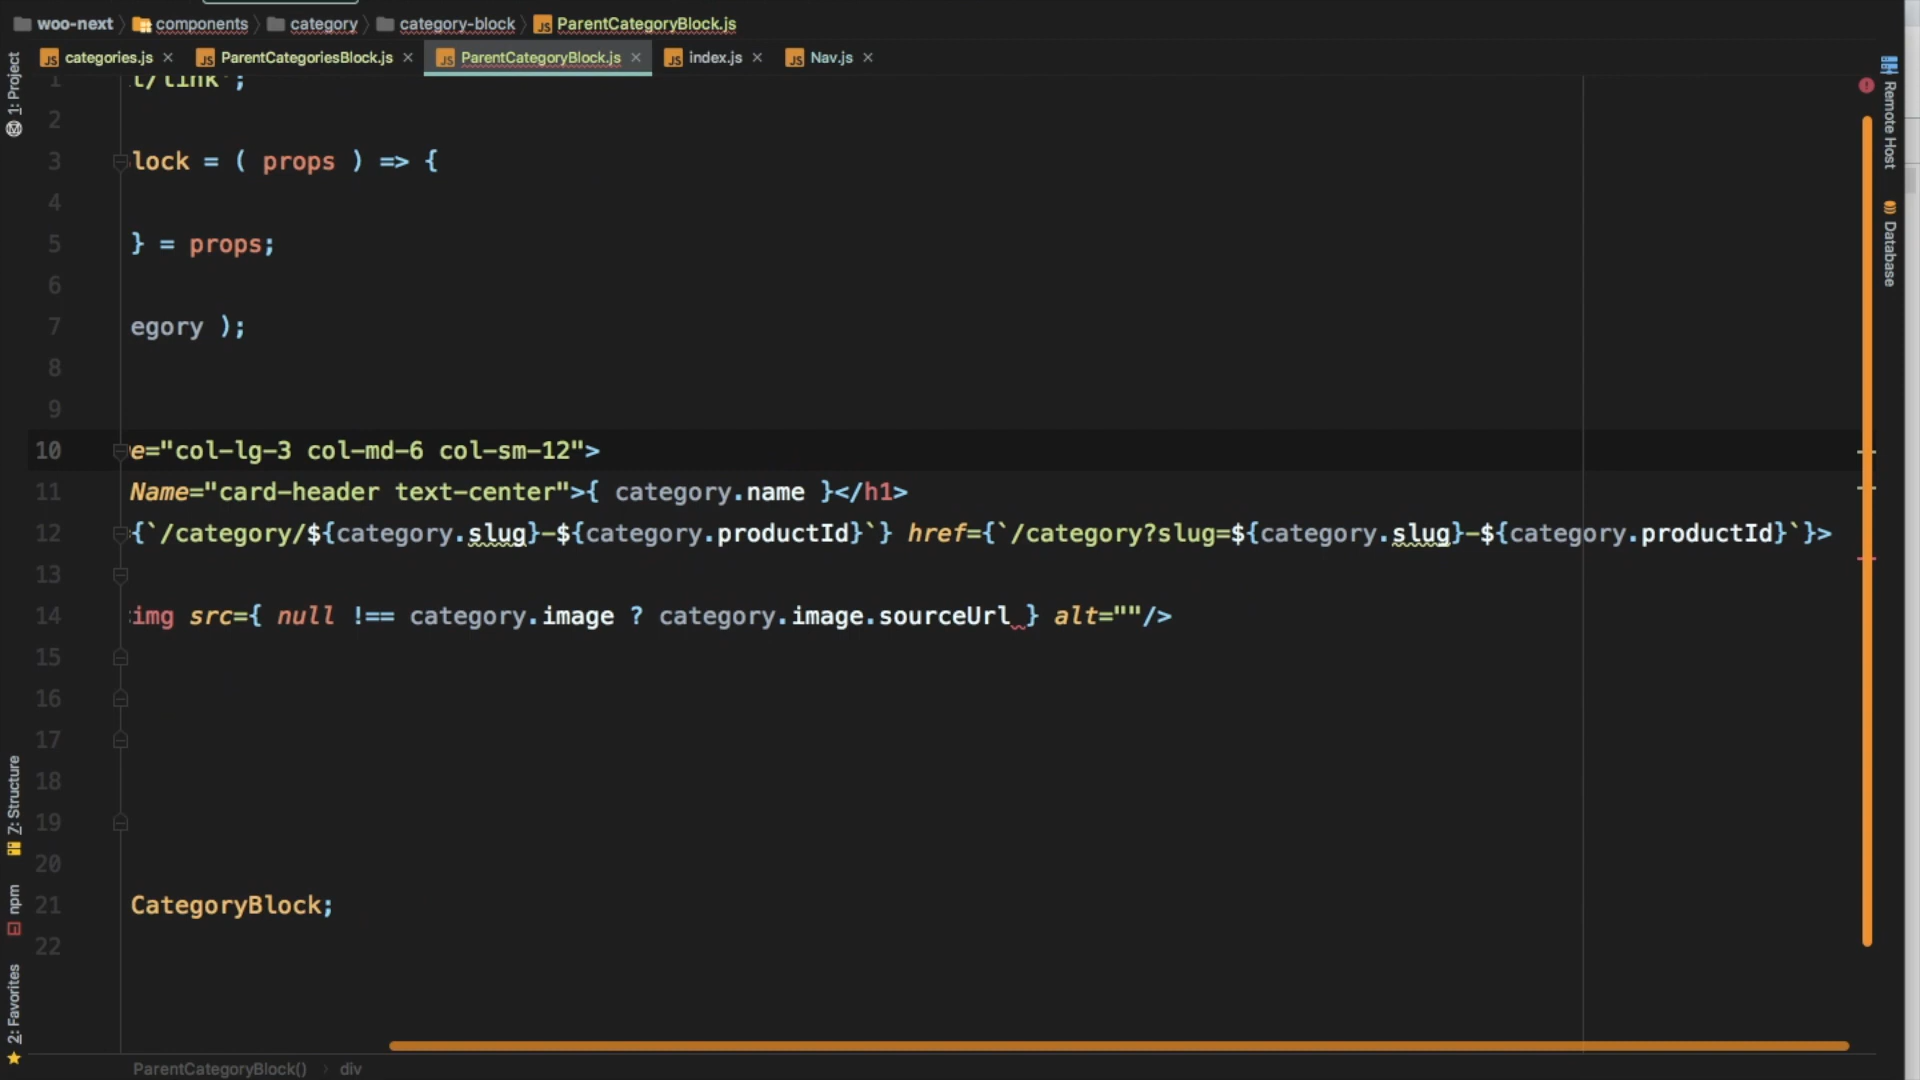 woo-next components category category-block ParentCategoryBlock.js
categories.js ParentCategoriesBlock.js ParentCategoryBlock.js index.js Nav.js
1: Project
Remote Host
Database
1 t/link';
2
3 lock = ( props ) => {
4
5 } = props;
6
7 egory );
8
9
10 e="col-lg-3 col-md-6 col-sm-12">
11 Name="card-header text-center">{ category.name }</h1>
12 {`/category/${category.slug}-${category.productId}`} href={`/category?slug=${category.slug}-${category.productId}`}>
13
14 img src={ null !== category.image ? category.image.sourceUrl } alt=""/>
15
16
17
18
19
20
21 CategoryBlock;
22
Z: Structure
npm
2: Favorites
ParentCategoryBlock() › div